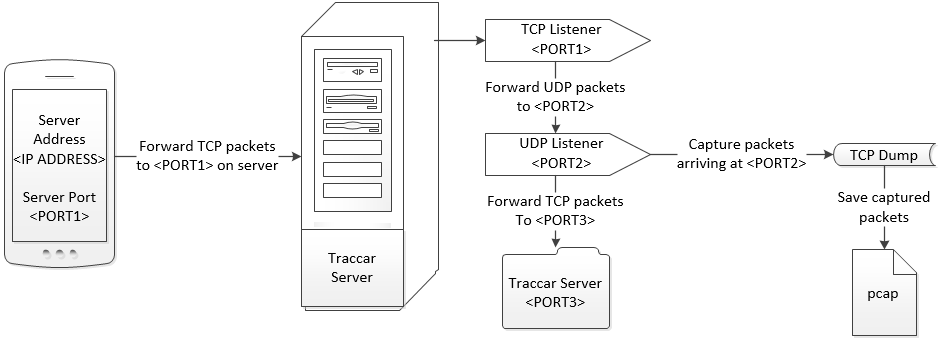 Server
Address
<IP ADDRESS>
Server Port
<PORT1>
Forward TCP packets
to <PORT1> on server
Traccar
Server
TCP Listener
<PORT1>
Forward UDP packets
to <PORT2>
UDP Listener
<PORT2>
Capture packets
arriving at <PORT2>
TCP Dump
Forward TCP packets
To <PORT3>
Save captured
packets
Traccar Server
<PORT3>
pcap